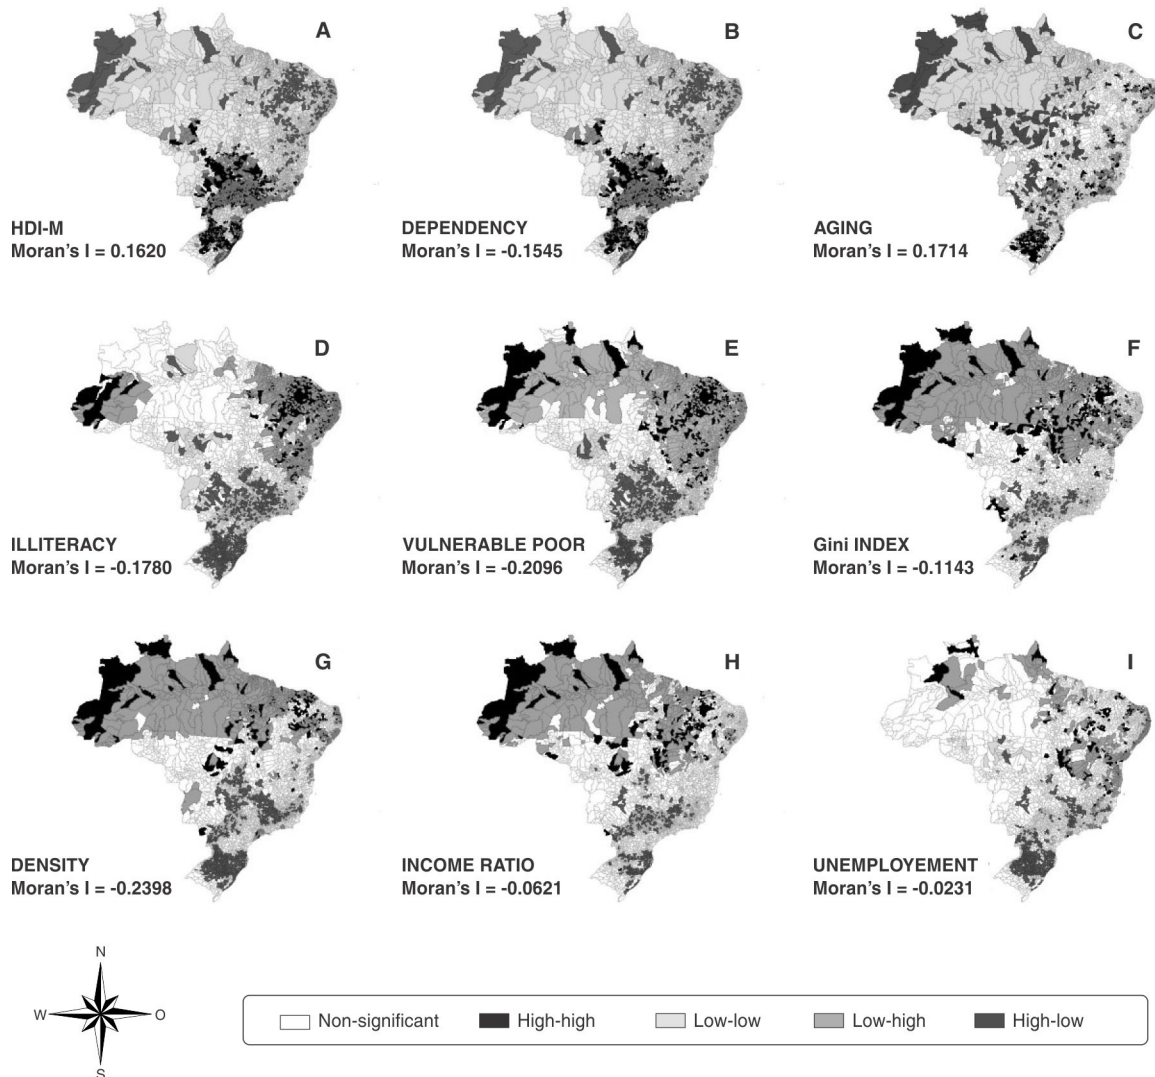 A
HDI-M
Moran's I = 0.1620
B
DEPENDENCY
Moran's I = -0.1545
C
AGING
Moran's I = 0.1714
D
ILLITERACY
Moran's I = -0.1780
E
VULNERABLE POOR
Moran's I = -0.2096
F
Gini INDEX
Moran's I = -0.1143
G
DENSITY
Moran's I = -0.2398
H
INCOME RATIO
Moran's I = -0.0621
I
UNEMPLOYEMENT
Moran's I = -0.0231
N
W O
S
Non-significant High-high Low-low Low-high High-low